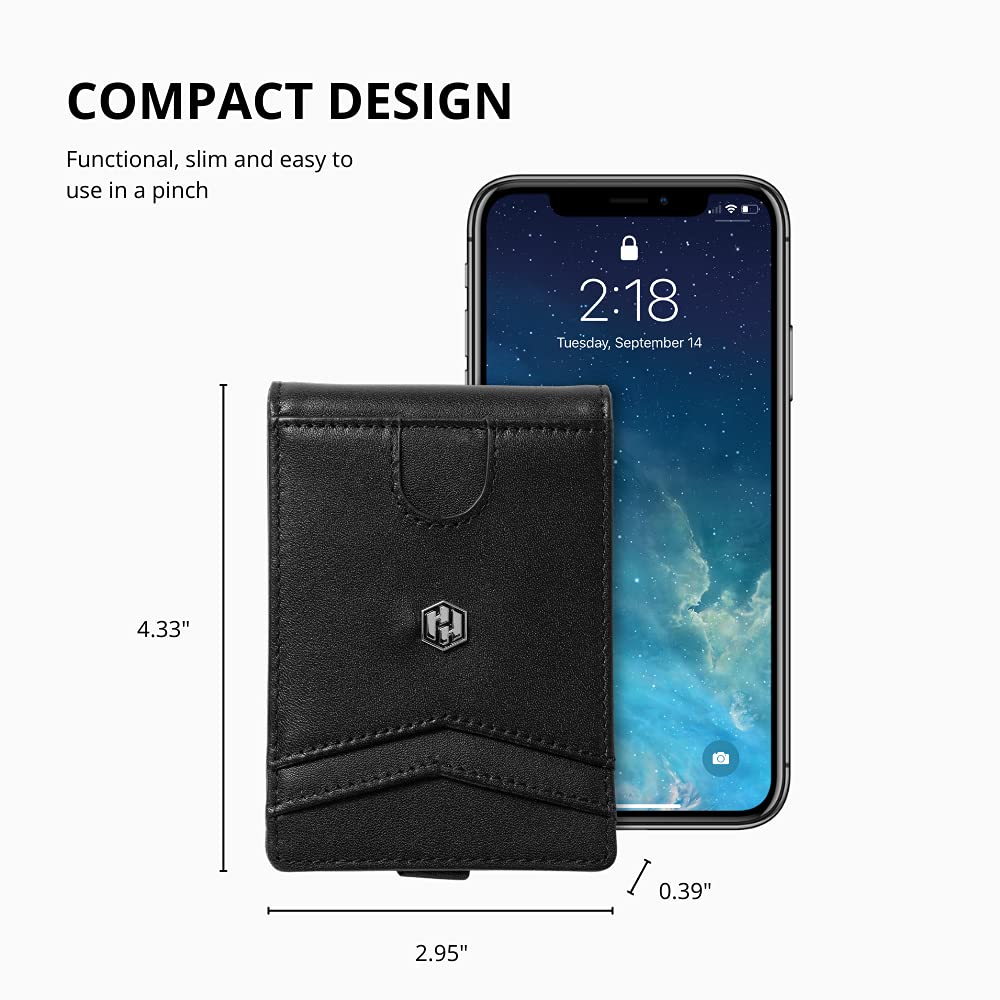 COMPACT DESIGN
Functional, slim and easy to
use in a pinch
2:18
Tuesday, September 14
4.33"
0.39"
2.95"